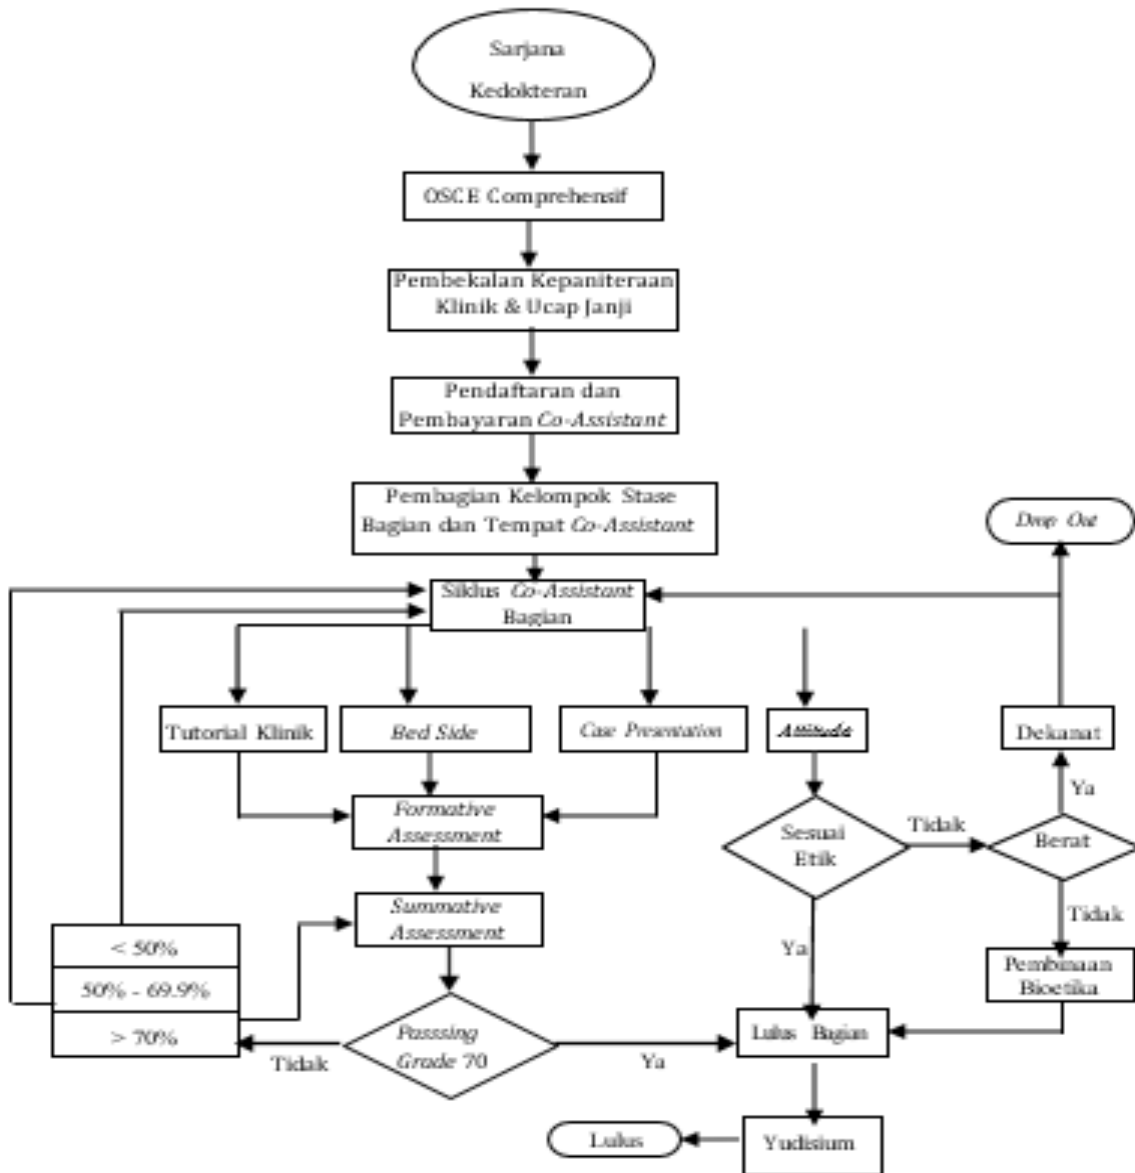 Sarjana
Kedokteran
OSCE Comprehensif
Pembekalan Kepaniteraan
Klinik & Ucap Janji
Pendaftaran dan
Pembayaran Co-Assistant
Pembagian Kelompok Stase
Bagian dan Tempat Co-Assistant
Drop Out
Siklus Co-Assistant
Bagian
Tutorial Klinik
Bed Side
Case Presentation
Attitude
Dekanat
Ya
Formative
Assessment
Sesuai
Etik
Tidak
Berat
Tidak
Summative
Assessment
Ya
Pembinaan
Bioetika
< 50%
50% - 69.9%
> 70%
Tidak
Passsing
Grade 70
Ya
Lulus Bagian
Lulus
Yudisium